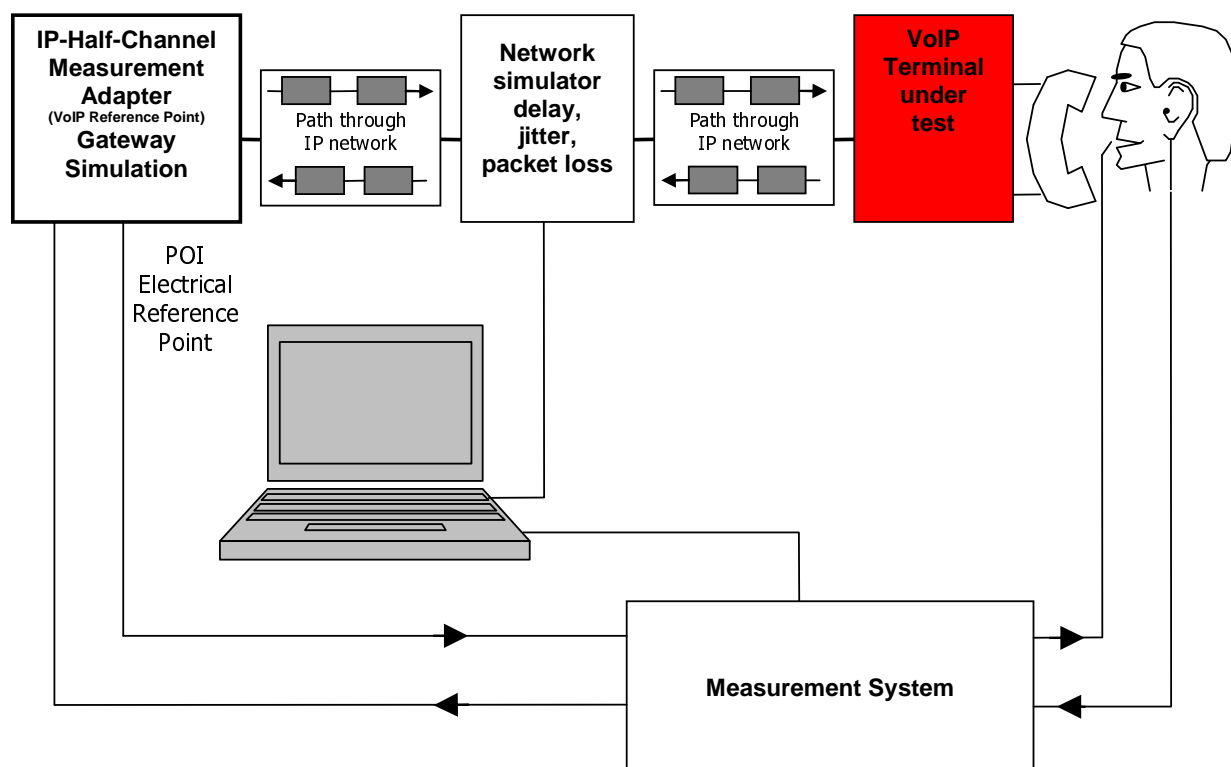 IP-Half-Channel
Measurement
Adapter
(VoIP Reference Point)
Gateway
Simulation
Path through
IP network
Network
simulator
delay,
jitter,
packet loss
Path through
IP network
VoIP
Terminal
under
test
POI
Electrical
Reference
Point
Measurement System